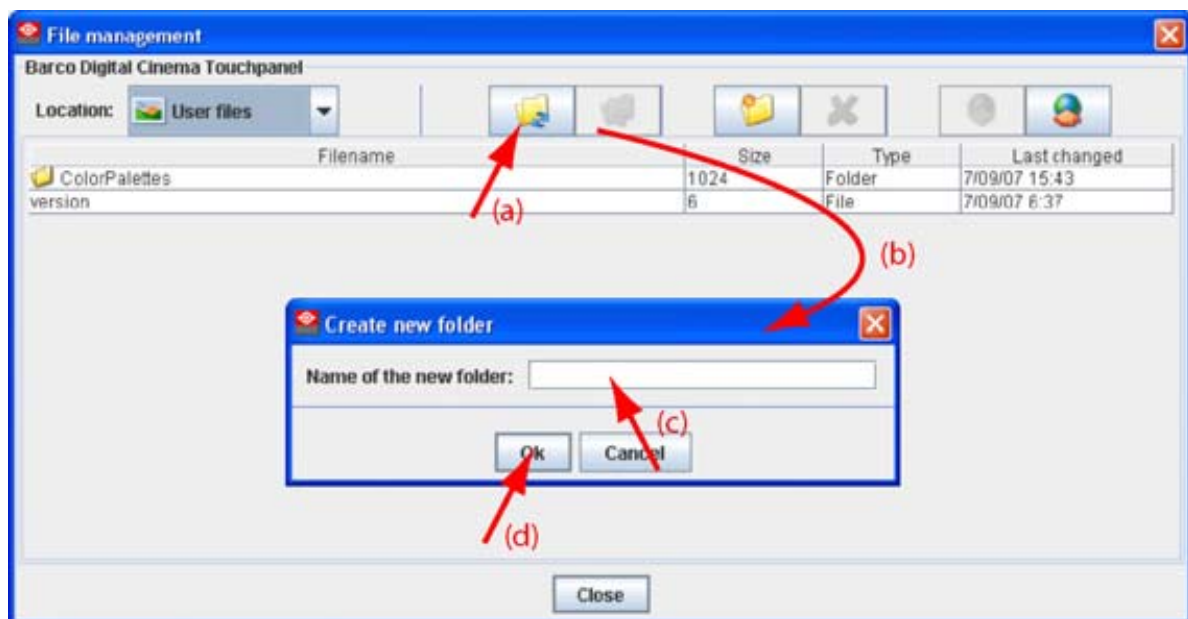 File management
Barco Digital Cinema Touchpanel
Location: User files
Filename Size Type Last changed
ColorPalettes 1024 Folder 7/09/07 15:43
version 6 File 7/09/07 6:37
(a)
(b)
Create new folder
Name of the new folder:
(c)
Ok Cancel
(d)
Close